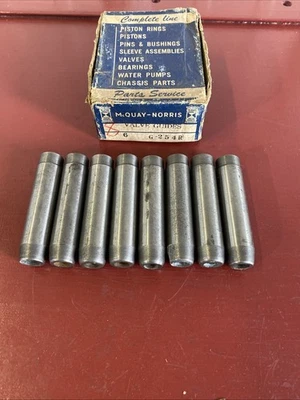 Complete line
PISTON RINGS
PISTONS
PINS & BUSHINGS
SLEEVE ASSEMBLIES
VALVES
BEARINGS
WATER PUMPS
CHASSIS PARTS
Parts Service
McQUAY-NORRIS
VALVE GUIDES
6 G-2548